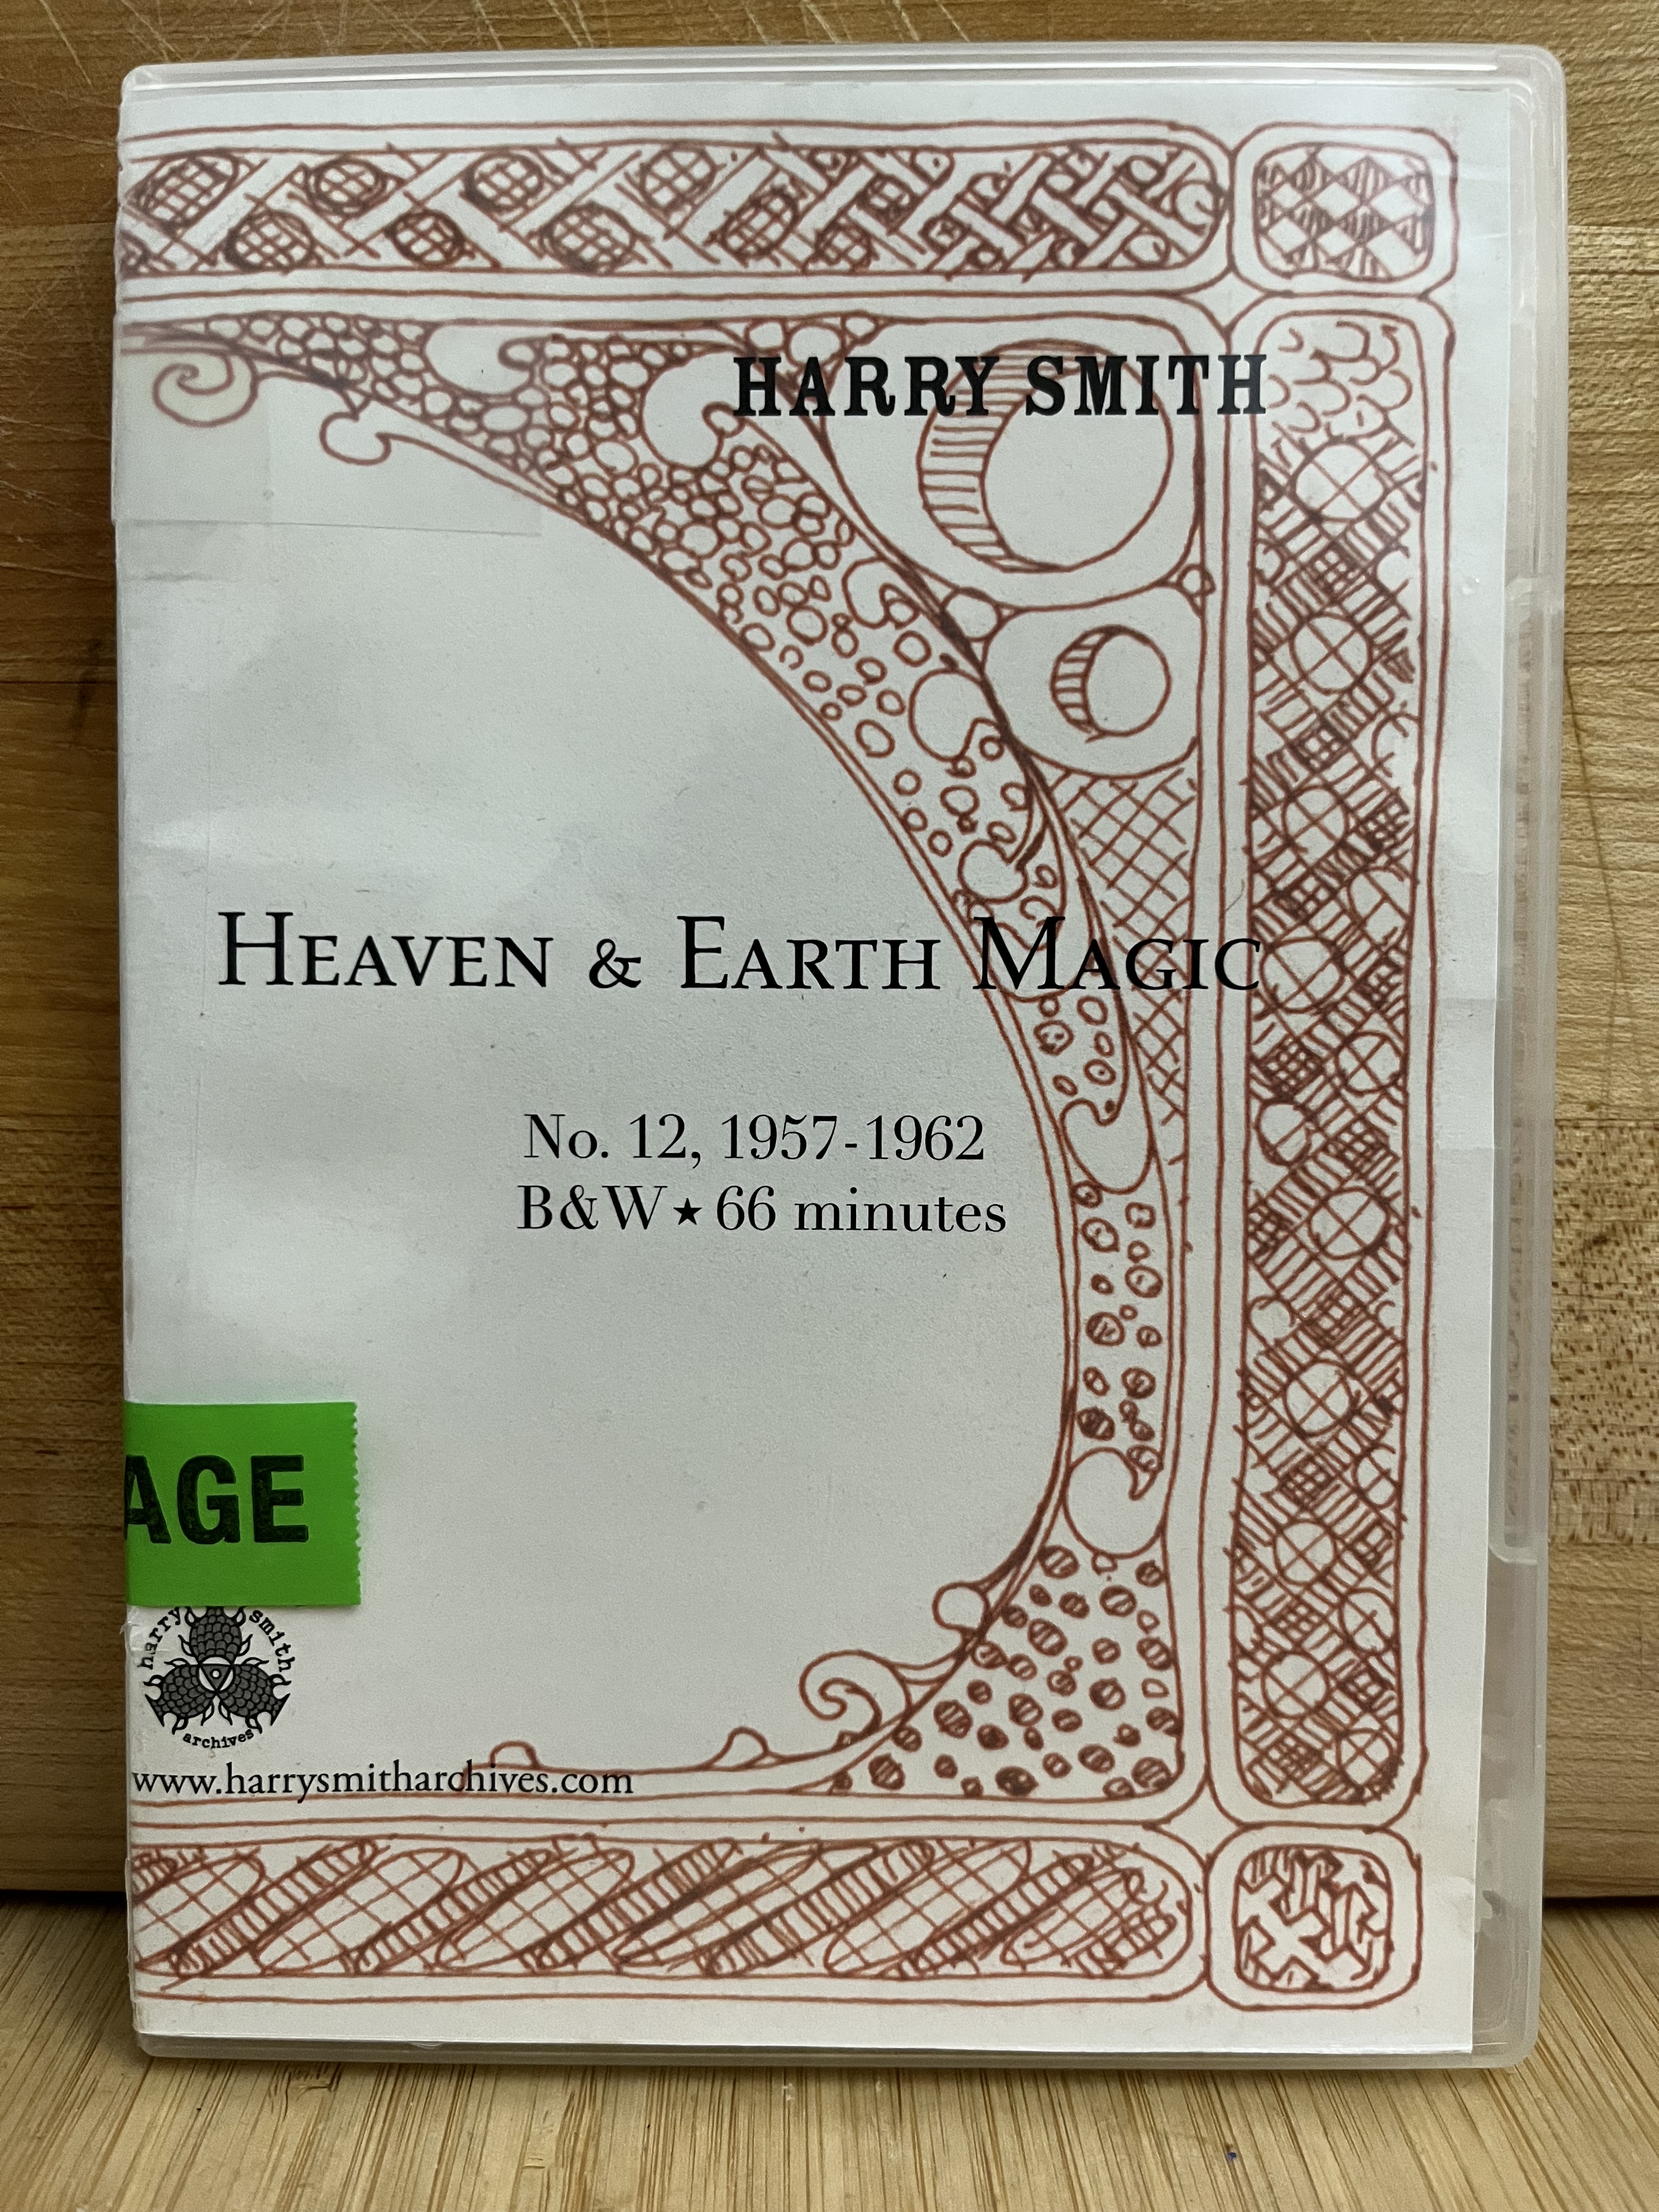 HARRY SMITH
HEAVEN & EARTH MAGIC
No. 12, 1957-1962
B&W★66 minutes
AGE
harry smith
archives
www.harrysmitharchives.com